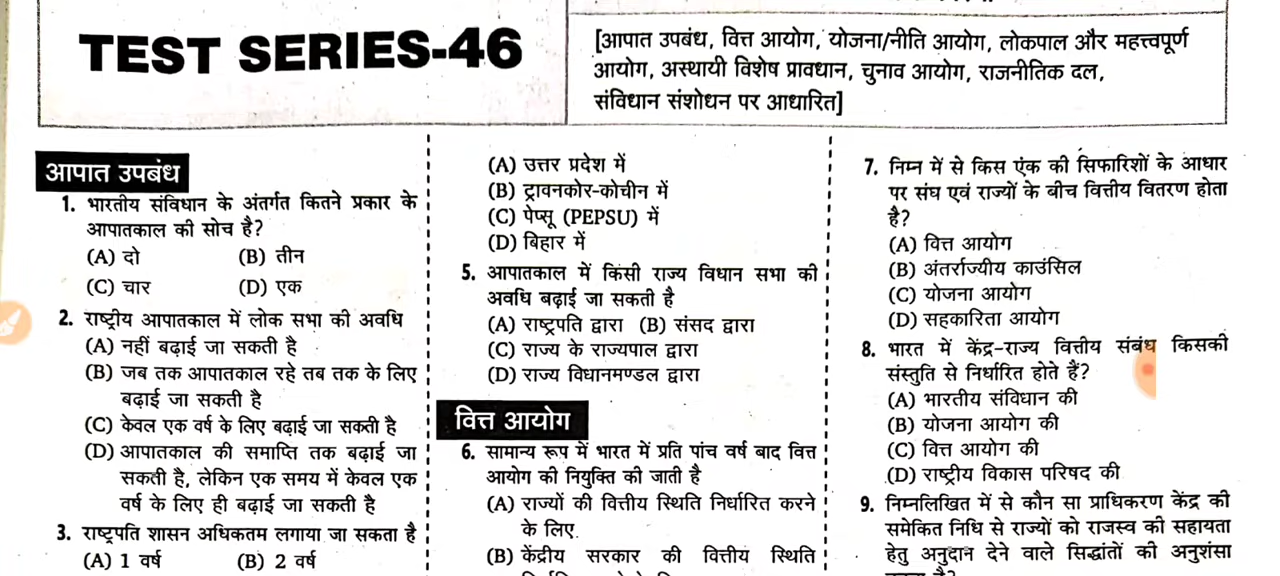 TEST SERIES-46
[आपात उपबंध, वित्त आयोग, योजना/नीति आयोग, लोकपाल और महत्त्वपूर्ण
आयोग, अस्थायी विशेष प्रावधान, चुनाव आयोग, राजनीतिक दल,
संविधान संशोधन पर आधारित]
आपात उपबंध
1. भारतीय संविधान के अंतर्गत कितने प्रकार के
आपातकाल की सोच है?
(A) दो (B) तीन
(C) चार (D) एक
2. राष्ट्रीय आपातकाल में लोक सभा की अवधि
(A) नहीं बढ़ाई जा सकती है
(B) जब तक आपातकाल रहे तब तक के लिए
बढ़ाई जा सकती है
(C) केवल एक वर्ष के लिए बढ़ाई जा सकती है
(D) आपातकाल की समाप्ति तक बढ़ाई जा
सकती है, लेकिन एक समय में केवल एक
वर्ष के लिए ही बढ़ाई जा सकती है
3. राष्ट्रपति शासन अधिकतम लगाया जा सकता है
(A) 1 वर्ष (B) 2 वर्ष
(A) उत्तर प्रदेश में
(B) ट्रावनकोर-कोचीन में
(C) पेप्सू (PEPSU) में
(D) बिहार में
5. आपातकाल में किसी राज्य विधान सभा की
अवधि बढ़ाई जा सकती है
(A) राष्ट्रपति द्वारा (B) संसद द्वारा
(C) राज्य के राज्यपाल द्वारा
(D) राज्य विधानमण्डल द्वारा
वित्त आयोग
6. सामान्य रूप में भारत में प्रति पांच वर्ष बाद वित्त
आयोग की नियुक्ति की जाती है
(A) राज्यों की वित्तीय स्थिति निर्धारित करने
के लिए
(B) केंद्रीय सरकार की वित्तीय स्थिति
7. निम्न में से किस एक की सिफारिशों के आधार
पर संघ एवं राज्यों के बीच वित्तीय वितरण होता
है?
(A) वित्त आयोग
(B) अंतर्राज्यीय काउंसिल
(C) योजना आयोग
(D) सहकारिता आयोग
8. भारत में केंद्र-राज्य वित्तीय संबंध किसकी
संस्तुति से निर्धारित होते हैं?
(A) भारतीय संविधान की
(B) योजना आयोग की
(C) वित्त आयोग की
(D) राष्ट्रीय विकास परिषद की
9. निम्नलिखित में से कौन सा प्राधिकरण केंद्र की
समेकित निधि से राज्यों को राजस्व की सहायता
हेतु अनुदान देने वाले सिद्धांतों की अनुशंसा